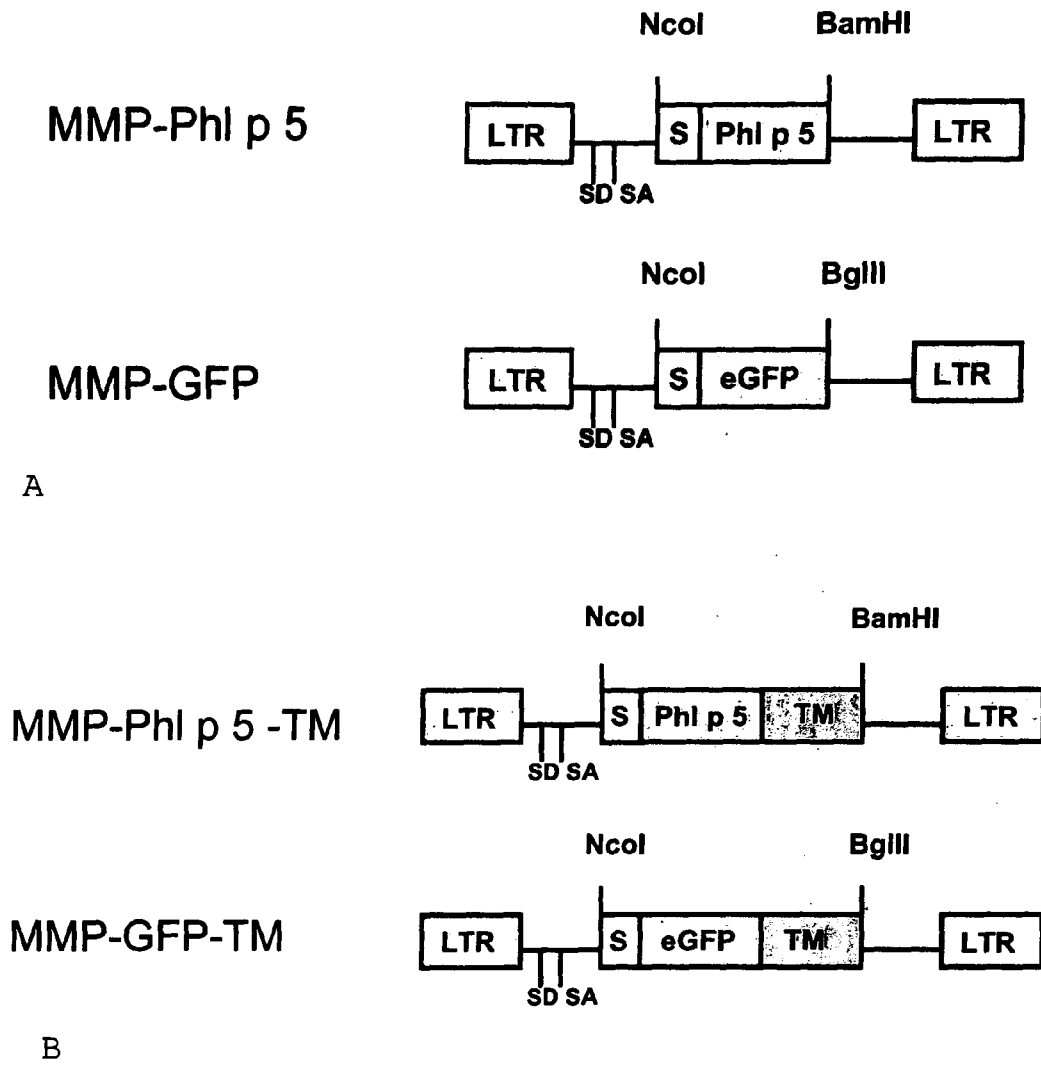 NcoI BamHI
MMP-Phl p 5
LTR S Phl p 5 LTR
SD SA
NcoI BglII
MMP-GFP
LTR S eGFP LTR
SD SA
A
NcoI BamHI
MMP-Phl p 5 -TM
LTR S Phl p 5 TM LTR
SD SA
NcoI BglII
MMP-GFP-TM
LTR S eGFP TM LTR
SD SA
B